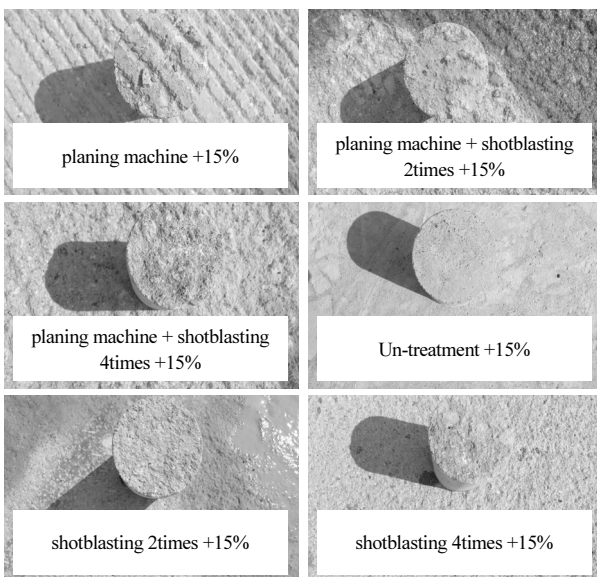 planing machine +15%
planing machine + shotblasting
2times +15%
planing machine + shotblasting
4times +15%
Un-treatment +15%
shotblasting 2times +15%
shotblasting 4times +15%